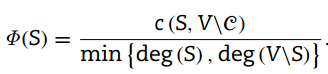 Φ(S) = c (S, V\𝒞) / min {deg (S) , deg (V\S)} .